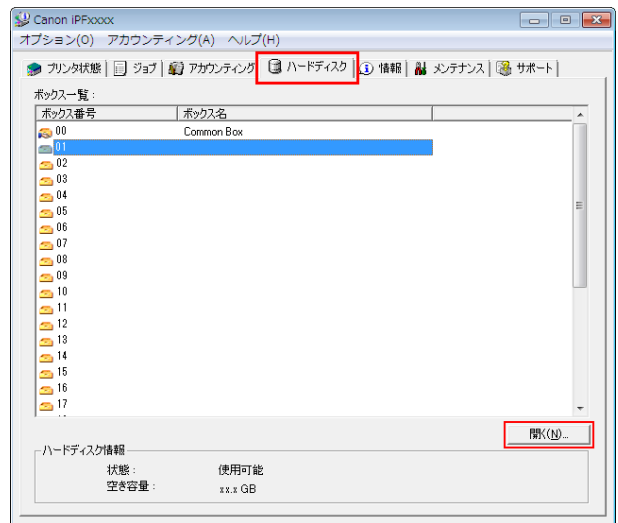 Canon iPFxxxx
オプション(O) アカウンティング(A) ヘルプ(H)
プリンタ状態 ジョブ アカウンティング ハードディスク 情報 メンテナンス サポート
ボックス一覧 :
ボックス番号 ボックス名
00 Common Box
01
02
03
04
05
06
07
08
09
10
11
12
13
14
15
16
17
開く(N)...
ハードディスク情報
状態 : 使用可能
空き容量 : xx.x GB